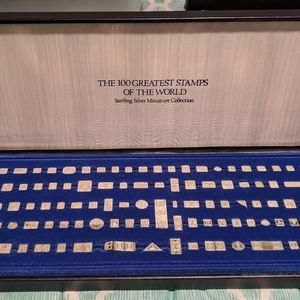 THE 100 GREATEST STAMPS
OF THE WORLD
Sterling Silver Miniature Collection